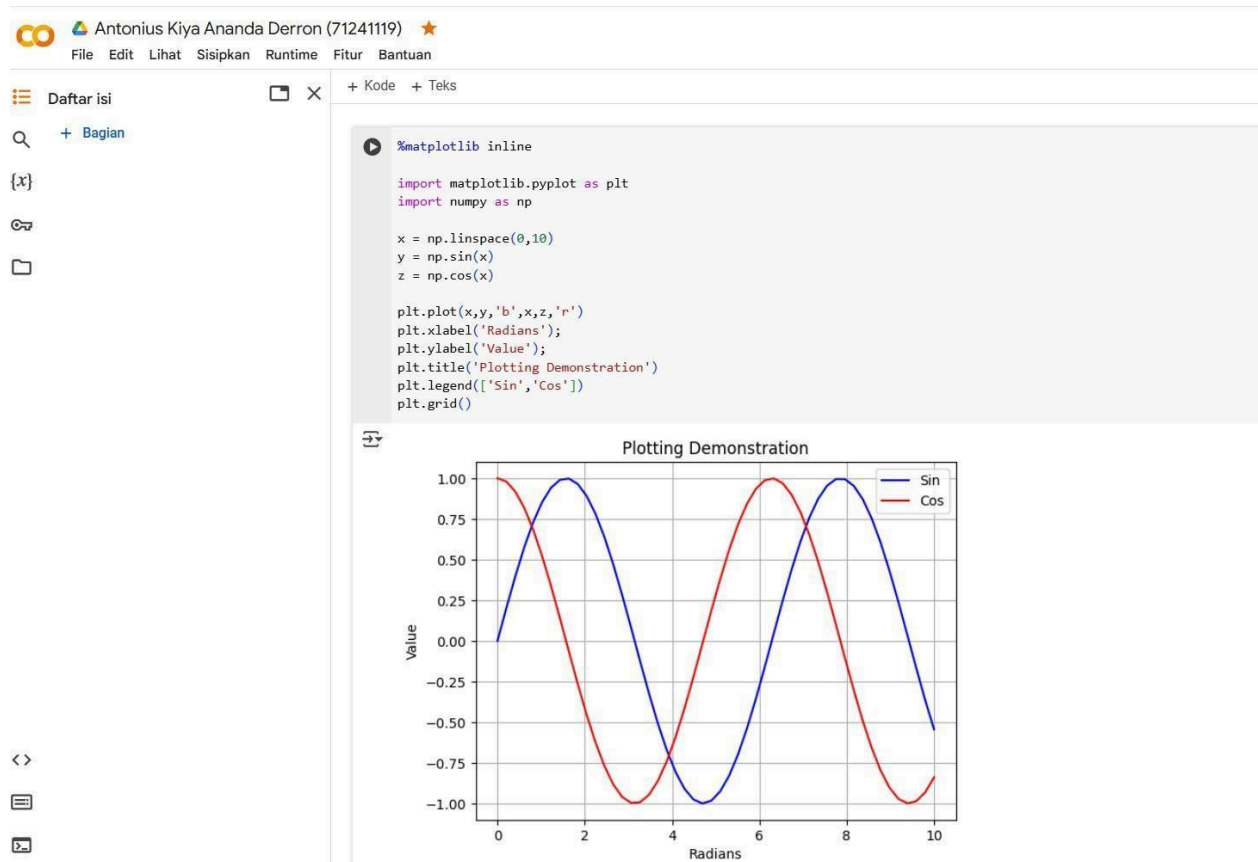 Antonius Kiya Ananda Derron (71241119)
File Edit Lihat Sisipkan Runtime Fitur Bantuan
Daftar isi
+ Bagian
{x}
+ Kode + Teks
%matplotlib inline
import matplotlib.pyplot as plt
import numpy as np
x = np.linspace(0,10)
y = np.sin(x)
z = np.cos(x)
plt.plot(x,y,'b',x,z,'r')
plt.xlabel('Radians');
plt.ylabel('Value');
plt.title('Plotting Demonstration')
plt.legend(['Sin','Cos'])
plt.grid()
Plotting Demonstration
Sin
Cos
1.00
0.75
0.50
0.25
0.00
−0.25
−0.50
−0.75
−1.00
Value
0 2 4 6 8 10
Radians